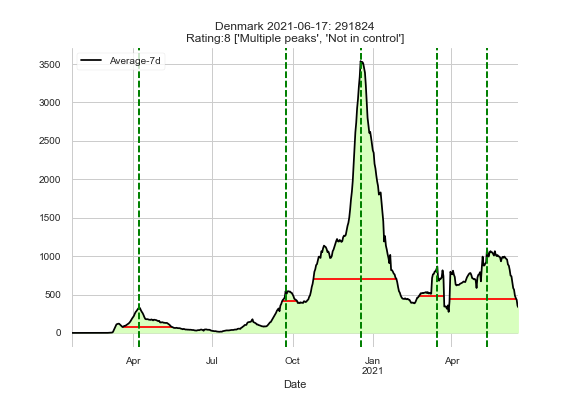 Denmark 2021-06-17: 291824
Rating:8 ['Multiple peaks', 'Not in control']
Average-7d
3500
3000
2500
2000
1500
1000
500
0
Apr
Jul
Oct
Jan
2021
Apr
Date